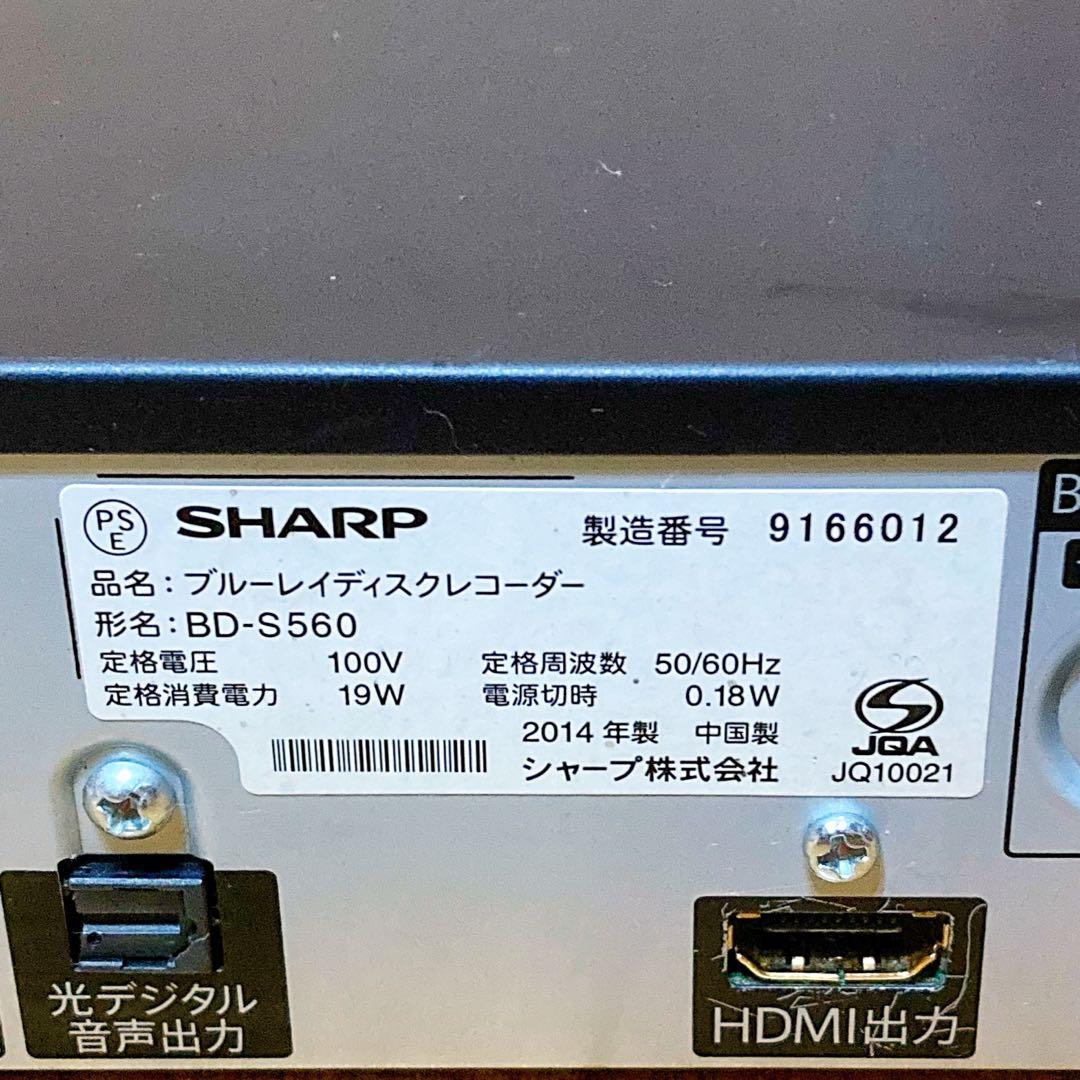 PS
E
SHARP 製造番号 9166012
品名:ブルーレイディスクレコーダー
形名:BD-S560
定格電圧 100V 定格周波数 50/60Hz
定格消費電力 19W 電源切時 0.18W
2014年製 中国製
シャープ株式会社
JQA
JQ10021
B
光デジタル
音声出力
HDMI出力